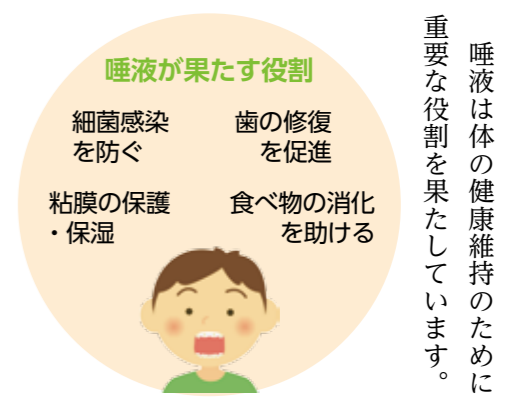 唾液は体の健康維持のために
重要な役割を果たしています。
唾液が果たす役割
細菌感染
を防ぐ
歯の修復
を促進
粘膜の保護
・保湿
食べ物の消化
を助ける